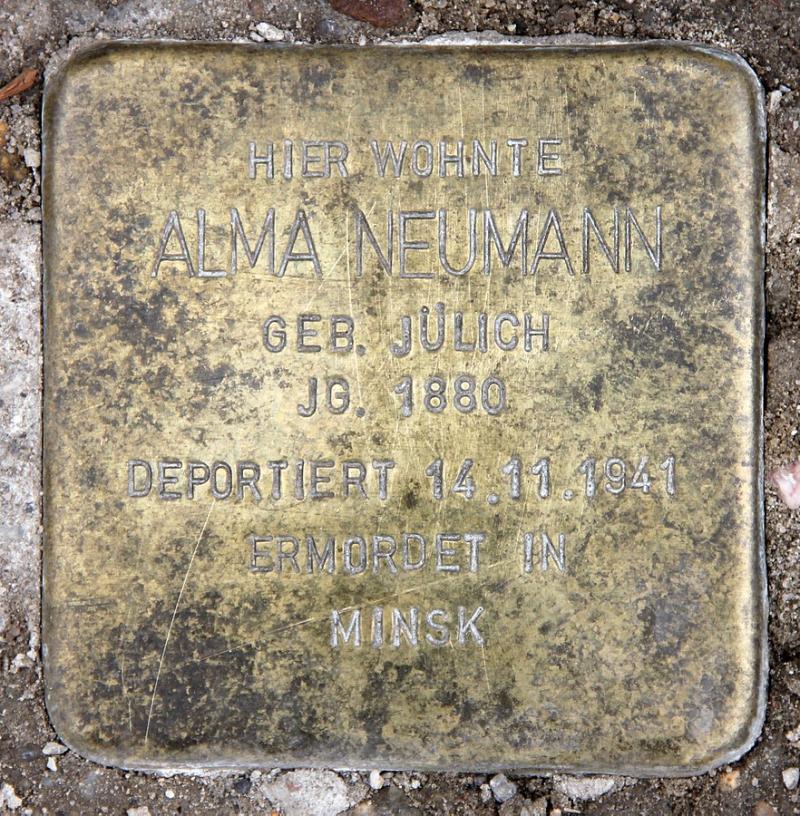 HIER WOHNTE
ALMA NEUMANN
GEB. JÜLICH
JG. 1880
DEPORTIERT 14.11.1941
ERMORDET IN
MINSK